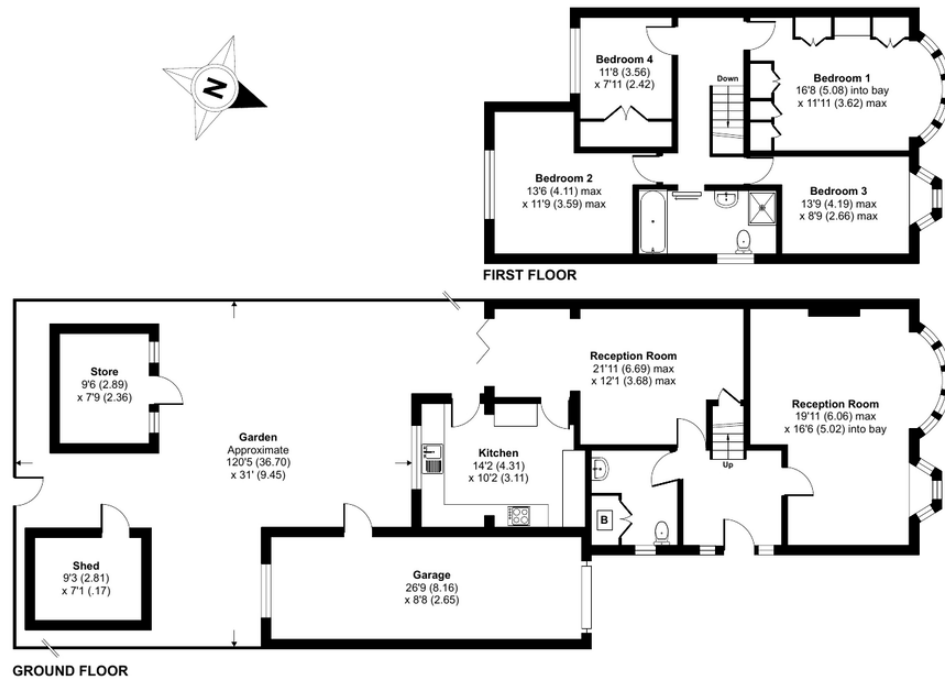 N
Bedroom 4
11'8 (3.56)
x 7'11 (2.42)
Down
Bedroom 1
16'8 (5.08) into bay
x 11'11 (3.62) max
Bedroom 2
13'6 (4.11) max
x 11'9 (3.59) max
Bedroom 3
13'9 (4.19) max
x 8'9 (2.66) max
FIRST FLOOR
Store
9'6 (2.89)
x 7'9 (2.36)
Reception Room
21'11 (6.69) max
x 12'1 (3.68) max
Reception Room
19'11 (6.06) max
x 16'6 (5.02) into bay
Garden
Approximate
120'5 (36.70)
x 31' (9.45)
Kitchen
14'2 (4.31)
x 10'2 (3.11)
Up
B
Shed
9'3 (2.81)
x 7'1 (.17)
Garage
26'9 (8.16)
x 8'8 (2.65)
GROUND FLOOR